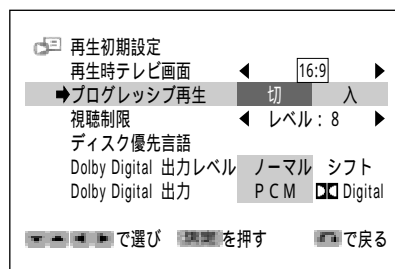 再生初期設定
再生時テレビ画面 ◀ 16:9 ▶
➡プログレッシブ再生 切 入
視聴制限 ◀ レベル : 8 ▶
ディスク優先言語
Dolby Digital 出力レベル ノーマル シフト
Dolby Digital 出力 PCM Digital
で選び を押す で戻る